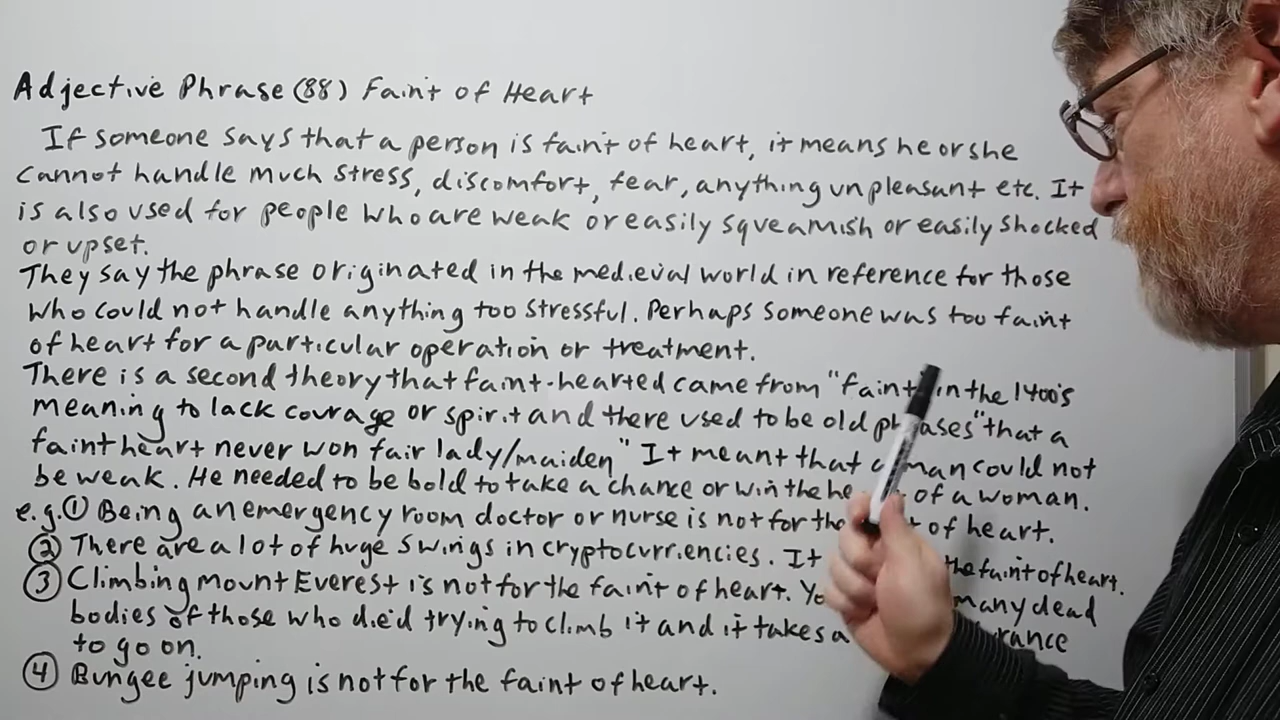 Adjective Phrase (88) Faint of Heart
If someone says that a person is faint of heart, it means he or she
cannot handle much stress, discomfort, fear, anything unpleasant etc. It
is also used for people who are weak or easily squeamish or easily shocked
or upset.
They say the phrase originated in the medieval world in reference for those
who could not handle anything too stressful. Perhaps someone was too faint
of heart for a particular operation or treatment.
There is a second theory that faint-hearted came from "faint in the 1400's
meaning to lack courage or spirit and there used to be old phrases "that a
faint heart never won fair lady/maiden" It meant that a man could not
be weak. He needed to be bold to take a chance or win the of a woman.
e.g. ① Being an emergency room doctor or nurse is not for the of heart.
② There are a lot of huge swings in cryptocurrencies. It the faint of heart.
③ Climbing Mount Everest is not for the faint of heart. many dead
bodies of those who died trying to climb it and it takes a
to go on.
④ Bungee jumping is not for the faint of heart.